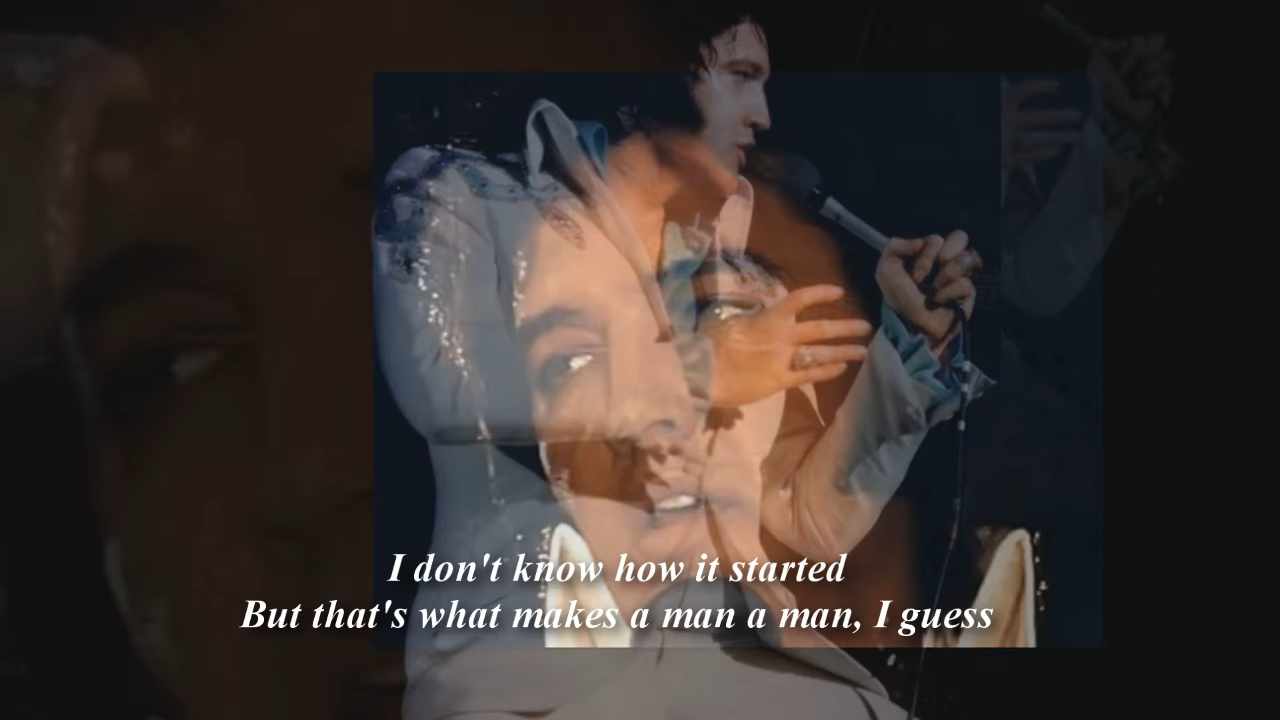 I don't know how it started
But that's what makes a man a man, I guess